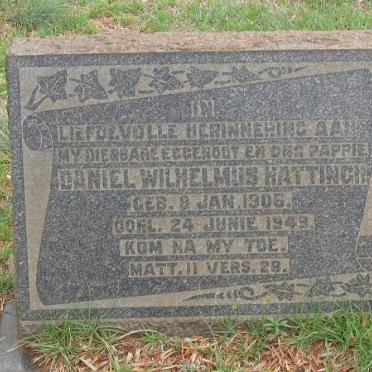 IN
LIEFDEVOLLE HERINNERING AAN
MY DIERBARE EGGENOOT EN ONS PAPPIE
DANIEL WILHELMUS HATTINGH
GEB. 8 JAN. 1906.
OORL. 24 JUNIE 1949.
KOM NA MY TOE.
MATT. 11 VERS. 28.